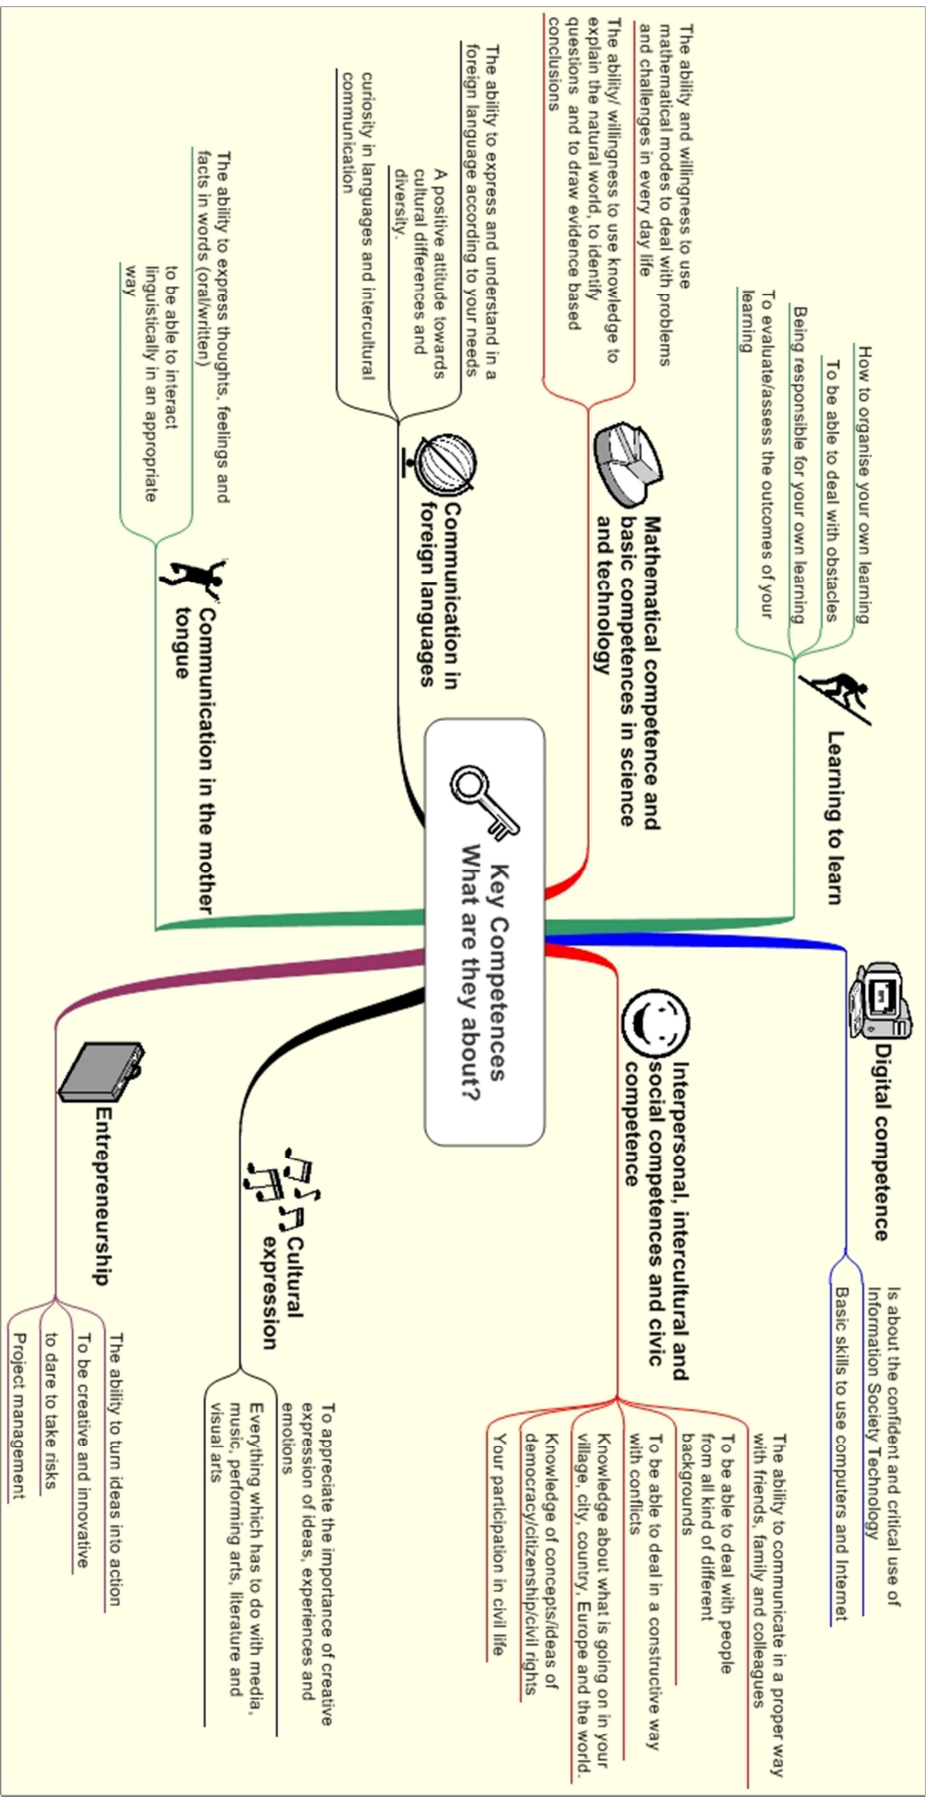 Key Competences
What are they about?
Digital competence
Is about the confident and critical use of
Information Society Technology
Basic skills to use computers and Internet
Interpersonal, intercultural and
social competences and civic
competence
The ability to communicate in a proper way
with friends, family and colleagues
To be able to deal with people
from all kind of different
backgrounds
To be able to deal in a constructive way
with conflicts
Knowledge about what is going on in your
village, city, country, Europe and the world.
Knowledge of concepts/ideas of
democracy/citizenship/civil rights
Your participation in civil life
Cultural
expression
To appreciate the importance of creative
expression of ideas, experiences and
emotions
Everything which has to do with media,
music, performing arts, literature and
visual arts
Entrepreneurship
The ability to turn ideas into action
To be creative and innovative
to dare to take risks
Project management
Learning to learn
How to organise your own learning
To be able to deal with obstacles
Being responsible for your own learning
To evaluate/assess the outcomes of your
learning
Mathematical competence and
basic competences in science
and technology
The ability and willingness to use
mathematical modes to deal with problems
and challenges in every day life
The ability/ willingness to use knowledge to
explain the natural world, to identify
questions and to draw evidence based
conclusions
Communication in
foreign languages
The ability to express and understand in a
foreign language according to your needs
A positive attitude towards
cultural differences and
diversity.
curiosity in languages and intercultural
communication
Communication in the mother
tongue
The ability to express thoughts, feelings and
facts in words (oral/written)
to be able to interact
linguistically in an appropriate
way